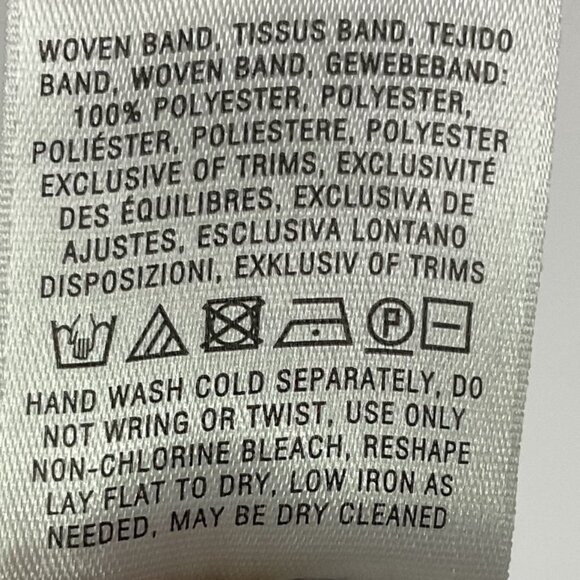 WOVEN BAND, TISSUS BAND, TEJIDO
BAND, WOVEN BAND, GEWEBEBAND:
100% POLYESTER, POLYESTER,
POLIÉSTER, POLIESTERE, POLYESTER
EXCLUSIVE OF TRIMS, EXCLUSIVITÉ
DES ÉQUILIBRES, EXCLUSIVA DE
AJUSTES, ESCLUSIVA LONTANO
DISPOSIZIONI, EXKLUSIV OF TRIMS
P
HAND WASH COLD SEPARATELY, DO
NOT WRING OR TWIST, USE ONLY
NON-CHLORINE BLEACH, RESHAPE
LAY FLAT TO DRY, LOW IRON AS
NEEDED, MAY BE DRY CLEANED